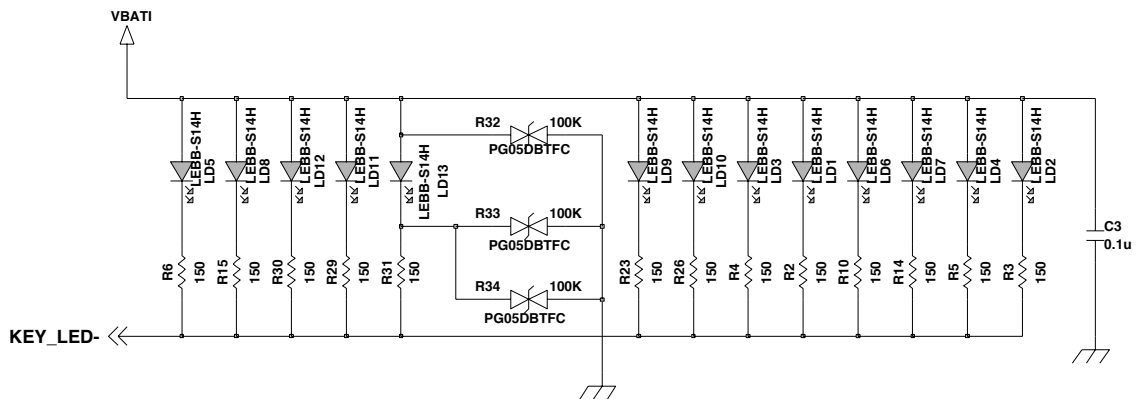 VBATI
LEBB-S14H
LD5
LEBB-S14H
LD8
LEBB-S14H
LD12
LEBB-S14H
LD11
LEBB-S14H
LD13
R32 100K
PG05DBTFC
R33 100K
PG05DBTFC
R34 100K
PG05DBTFC
LEBB-S14H
LD9
LEBB-S14H
LD10
LEBB-S14H
LD3
LEBB-S14H
LD1
LEBB-S14H
LD6
LEBB-S14H
LD7
LEBB-S14H
LD4
LEBB-S14H
LD2
C3
0.1u
R6
150
R15
150
R30
150
R29
150
R31
150
R23
150
R26
150
R4
150
R2
150
R10
150
R14
150
R5
150
R3
150
KEY_LED-